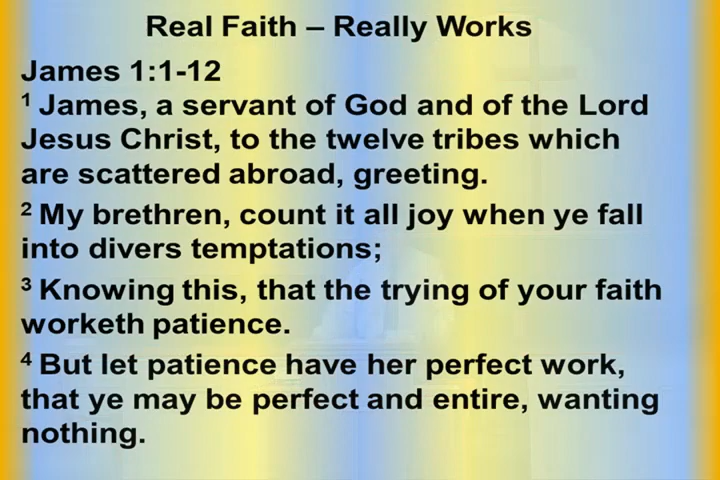 Real Faith – Really Works
James 1:1-12
¹ James, a servant of God and of the Lord
Jesus Christ, to the twelve tribes which
are scattered abroad, greeting.
² My brethren, count it all joy when ye fall
into divers temptations;
³ Knowing this, that the trying of your faith
worketh patience.
⁴ But let patience have her perfect work,
that ye may be perfect and entire, wanting
nothing.